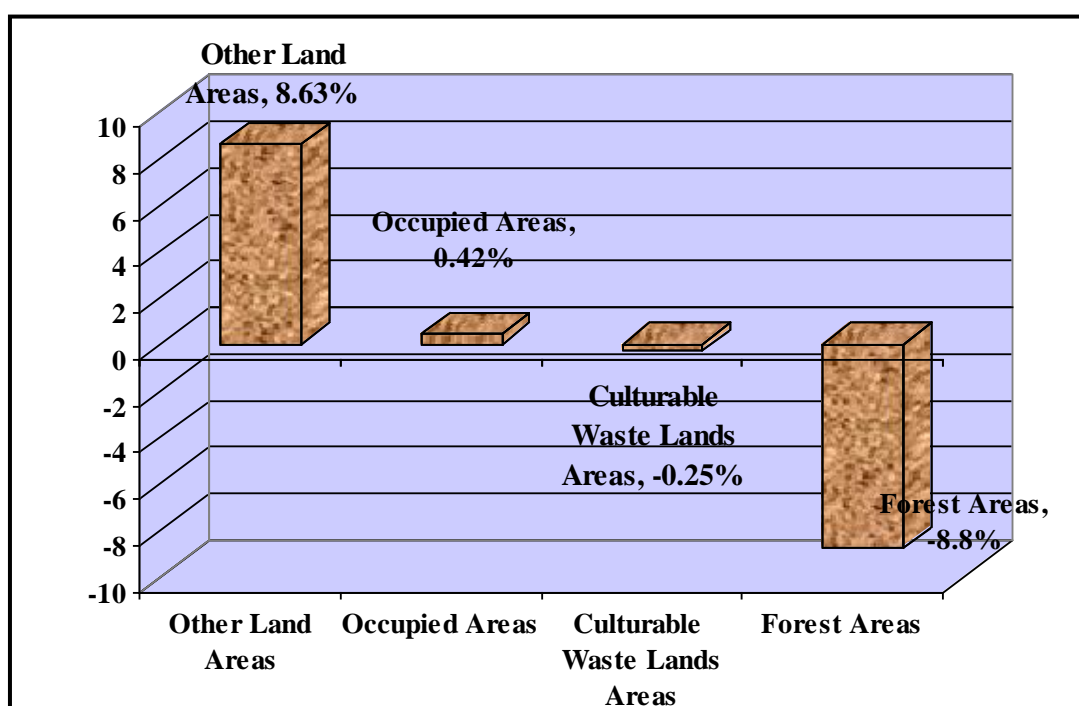 Other Land
Areas, 8.63%
10
8
6
4
2
0
-2
-4
-6
-8
-10
Occupied Areas,
0.42%
Culturable
Waste Lands
Areas, -0.25%
Forest Areas,
-8.8%
Other Land
Areas
Occupied Areas
Culturable
Waste Lands
Areas
Forest Areas